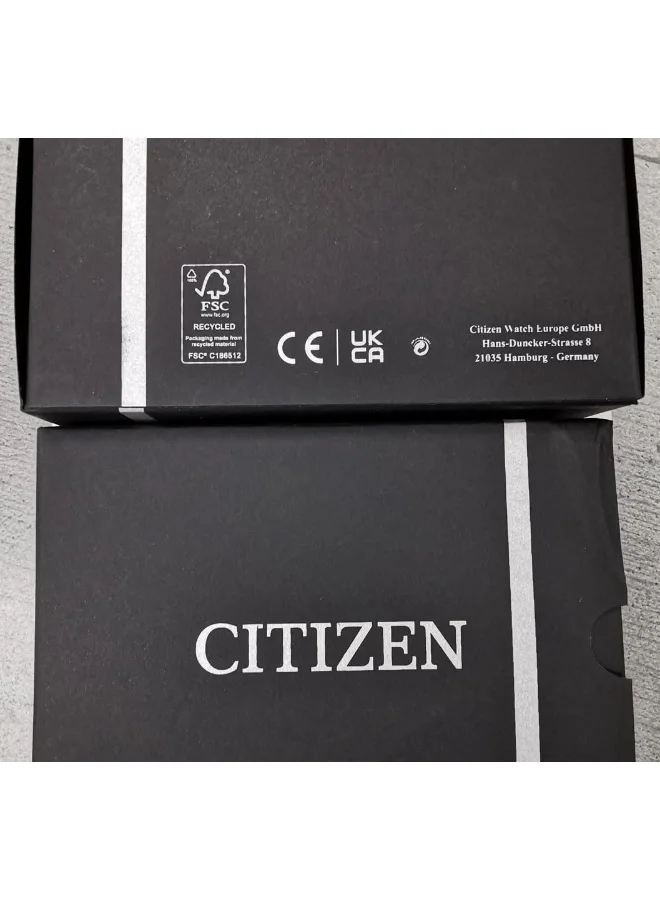 100%
FSC
www.fsc.org
RECYCLED
Packaging made from
recycled material
FSC® C186512
CE
UK
CA
Citizen Watch Europe GmbH
Hans-Duncker-Strasse 8
21035 Hamburg - Germany
CITIZEN